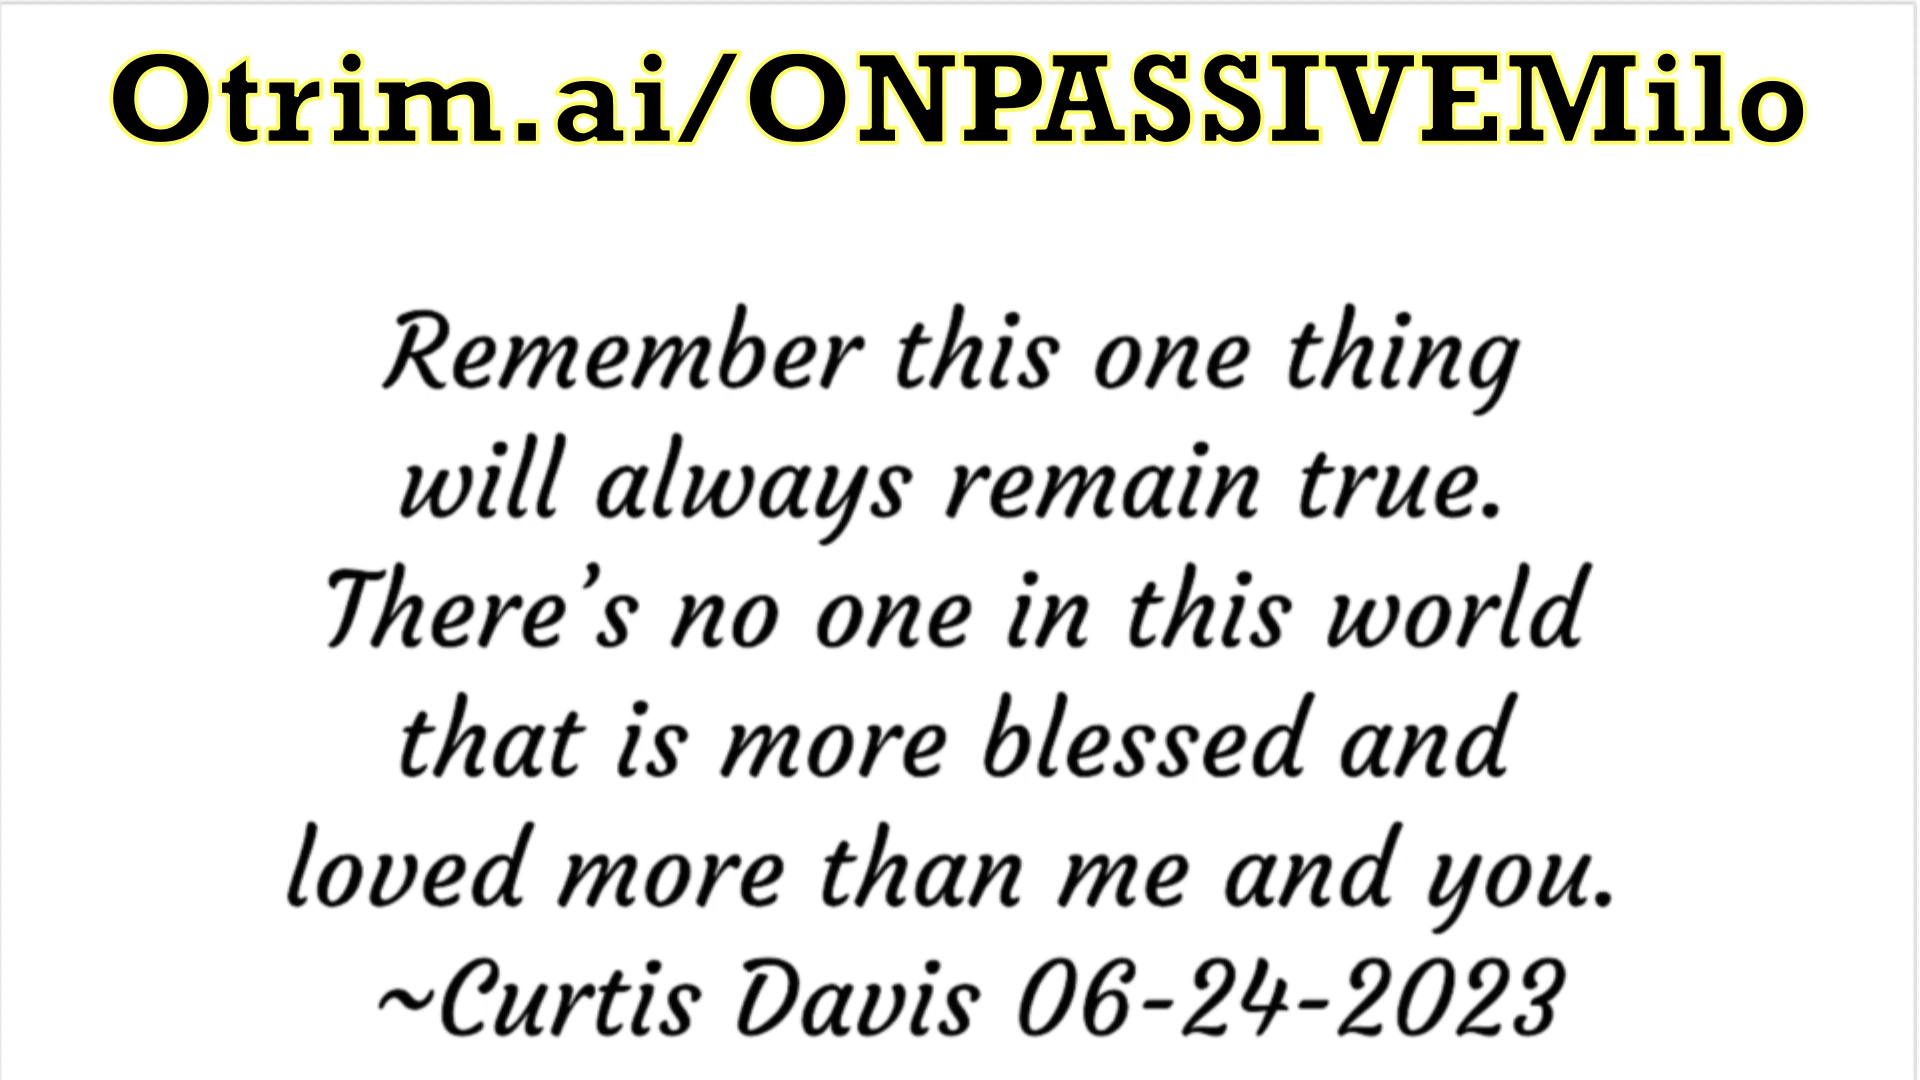 Otrim.ai/ONPASSIVEMilo
Remember this one thing
will always remain true.
There’s no one in this world
that is more blessed and
loved more than me and you.
~Curtis Davis 06-24-2023